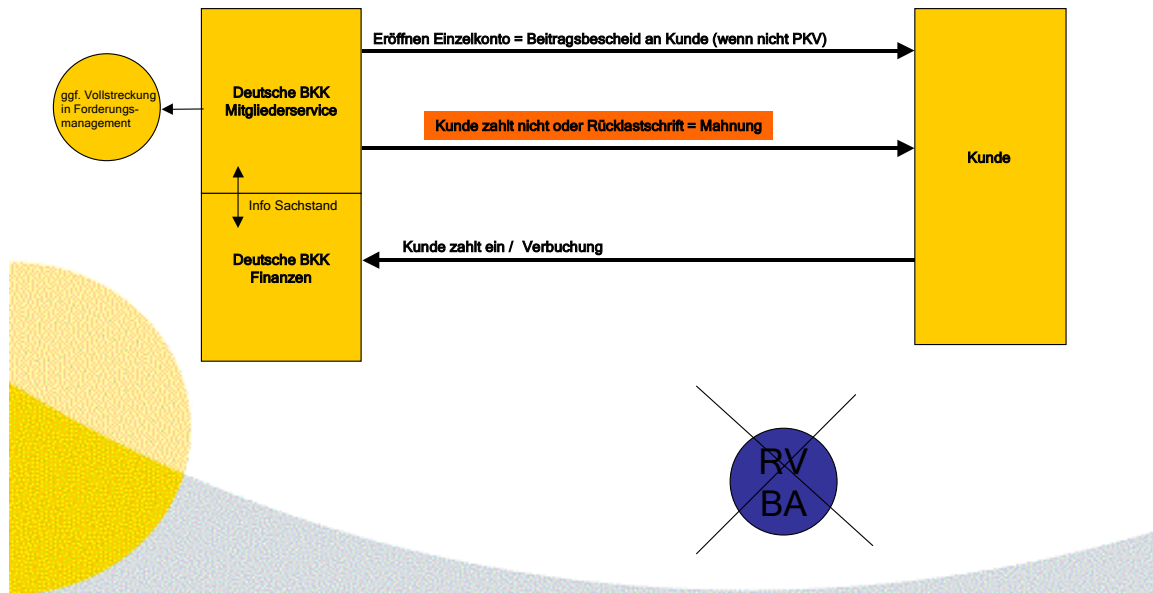 Eröffnen Einzelkonto = Beitragsbescheid an Kunde (wenn nicht PKV)
ggf. Vollstreckung
in Forderungs-
management
Deutsche BKK
Mitgliederservice
Kunde zahlt nicht oder Rücklastschrift = Mahnung
Kunde
Info Sachstand
Kunde zahlt ein / Verbuchung
Deutsche BKK
Finanzen
RV
BA